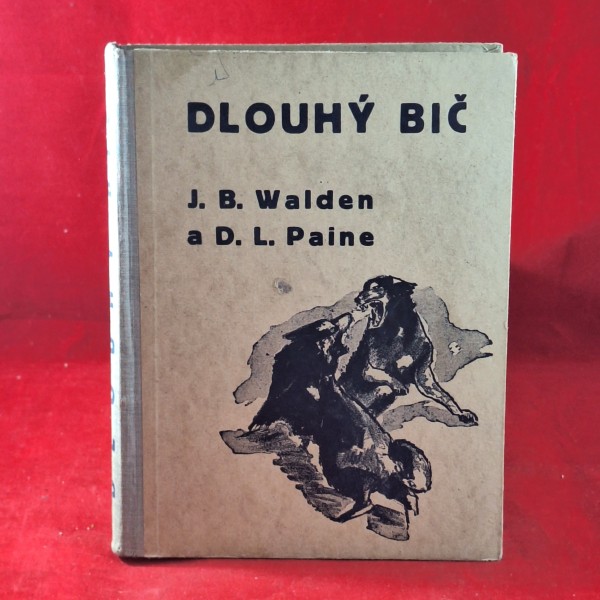 DLOUHÝ BIČ
J. B. Walden
a D. L. Paine